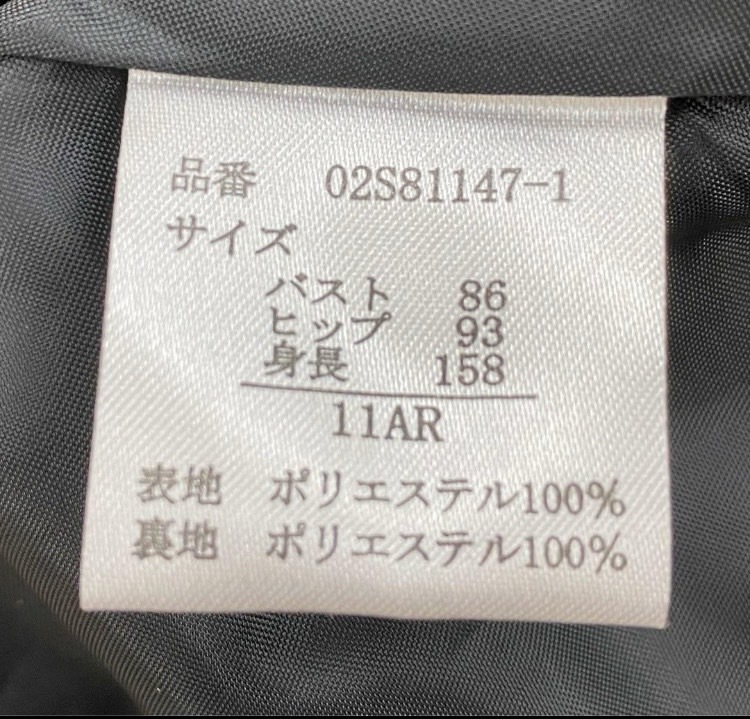 品番 02S81147-1
サイズ
バスト 86
ヒップ 93
身長 158
11AR
表地 ポリエステル100%
裏地 ポリエステル100%